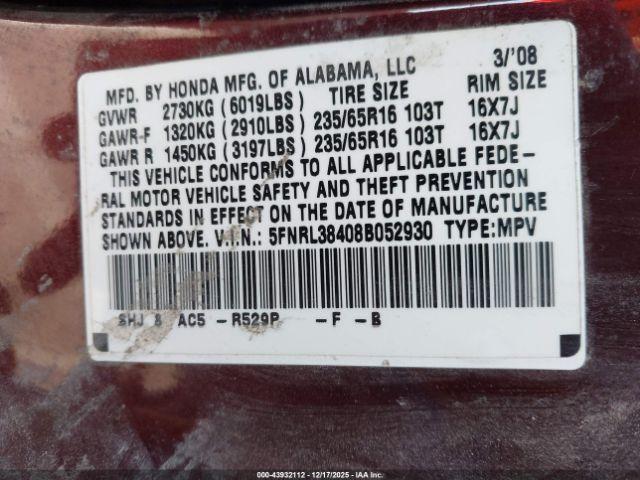 MFD. BY HONDA MFG. OF ALABAMA, LLC 3/'08
GVWR 2730KG (6019LBS) TIRE SIZE RIM SIZE
GAWR-F 1320KG (2910LBS) 235/65R16 103T 16X7J
GAWR R 1450KG (3197LBS) 235/65R16 103T 16X7J
THIS VEHICLE CONFORMS TO ALL APPLICABLE FEDE-
RAL MOTOR VEHICLE SAFETY AND THEFT PREVENTION
STANDARDS IN EFFECT ON THE DATE OF MANUFACTURE
SHOWN ABOVE. V.I.N.: 5FNRL38408B052930 TYPE:MPV
SHJ 8 AC5 -R529P -F -B
000-43932112 - 12/17/2025 - IAAI.COM